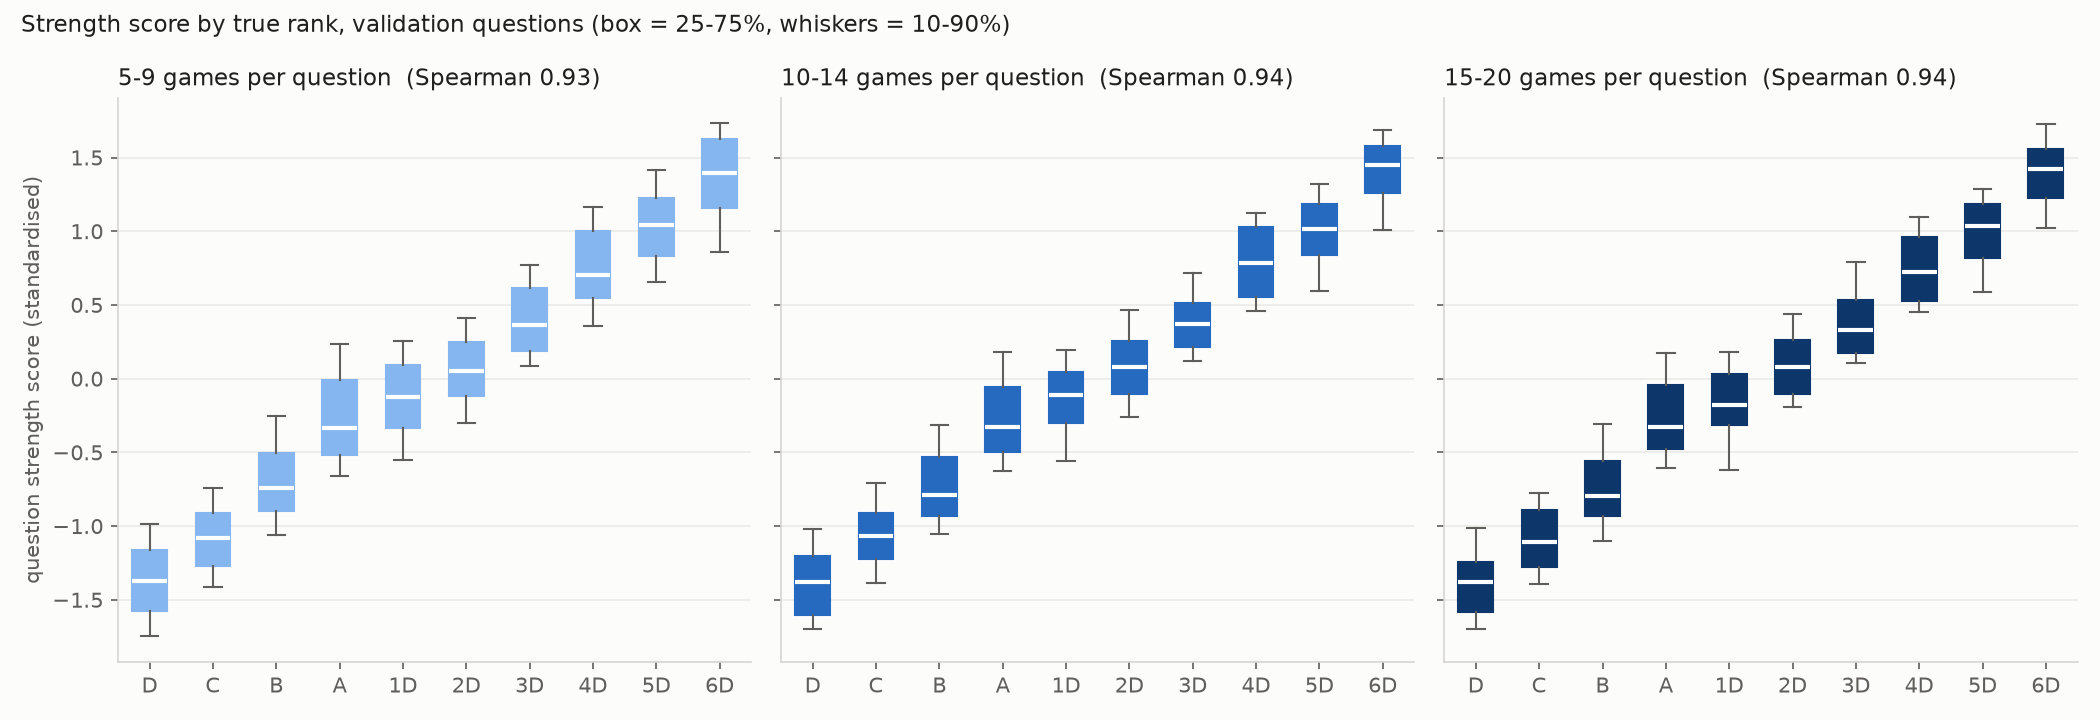 Strength score by true rank, validation questions (box = 25-75%, whiskers = 10-90%)
5-9 games per question  (Spearman 0.93)
10-14 games per question  (Spearman 0.94)
15-20 games per question  (Spearman 0.94)
question strength score (standardised)
1.5
1.0
0.5
0.0
−0.5
−1.0
−1.5
D C B A 1D 2D 3D 4D 5D 6D
D C B A 1D 2D 3D 4D 5D 6D
D C B A 1D 2D 3D 4D 5D 6D